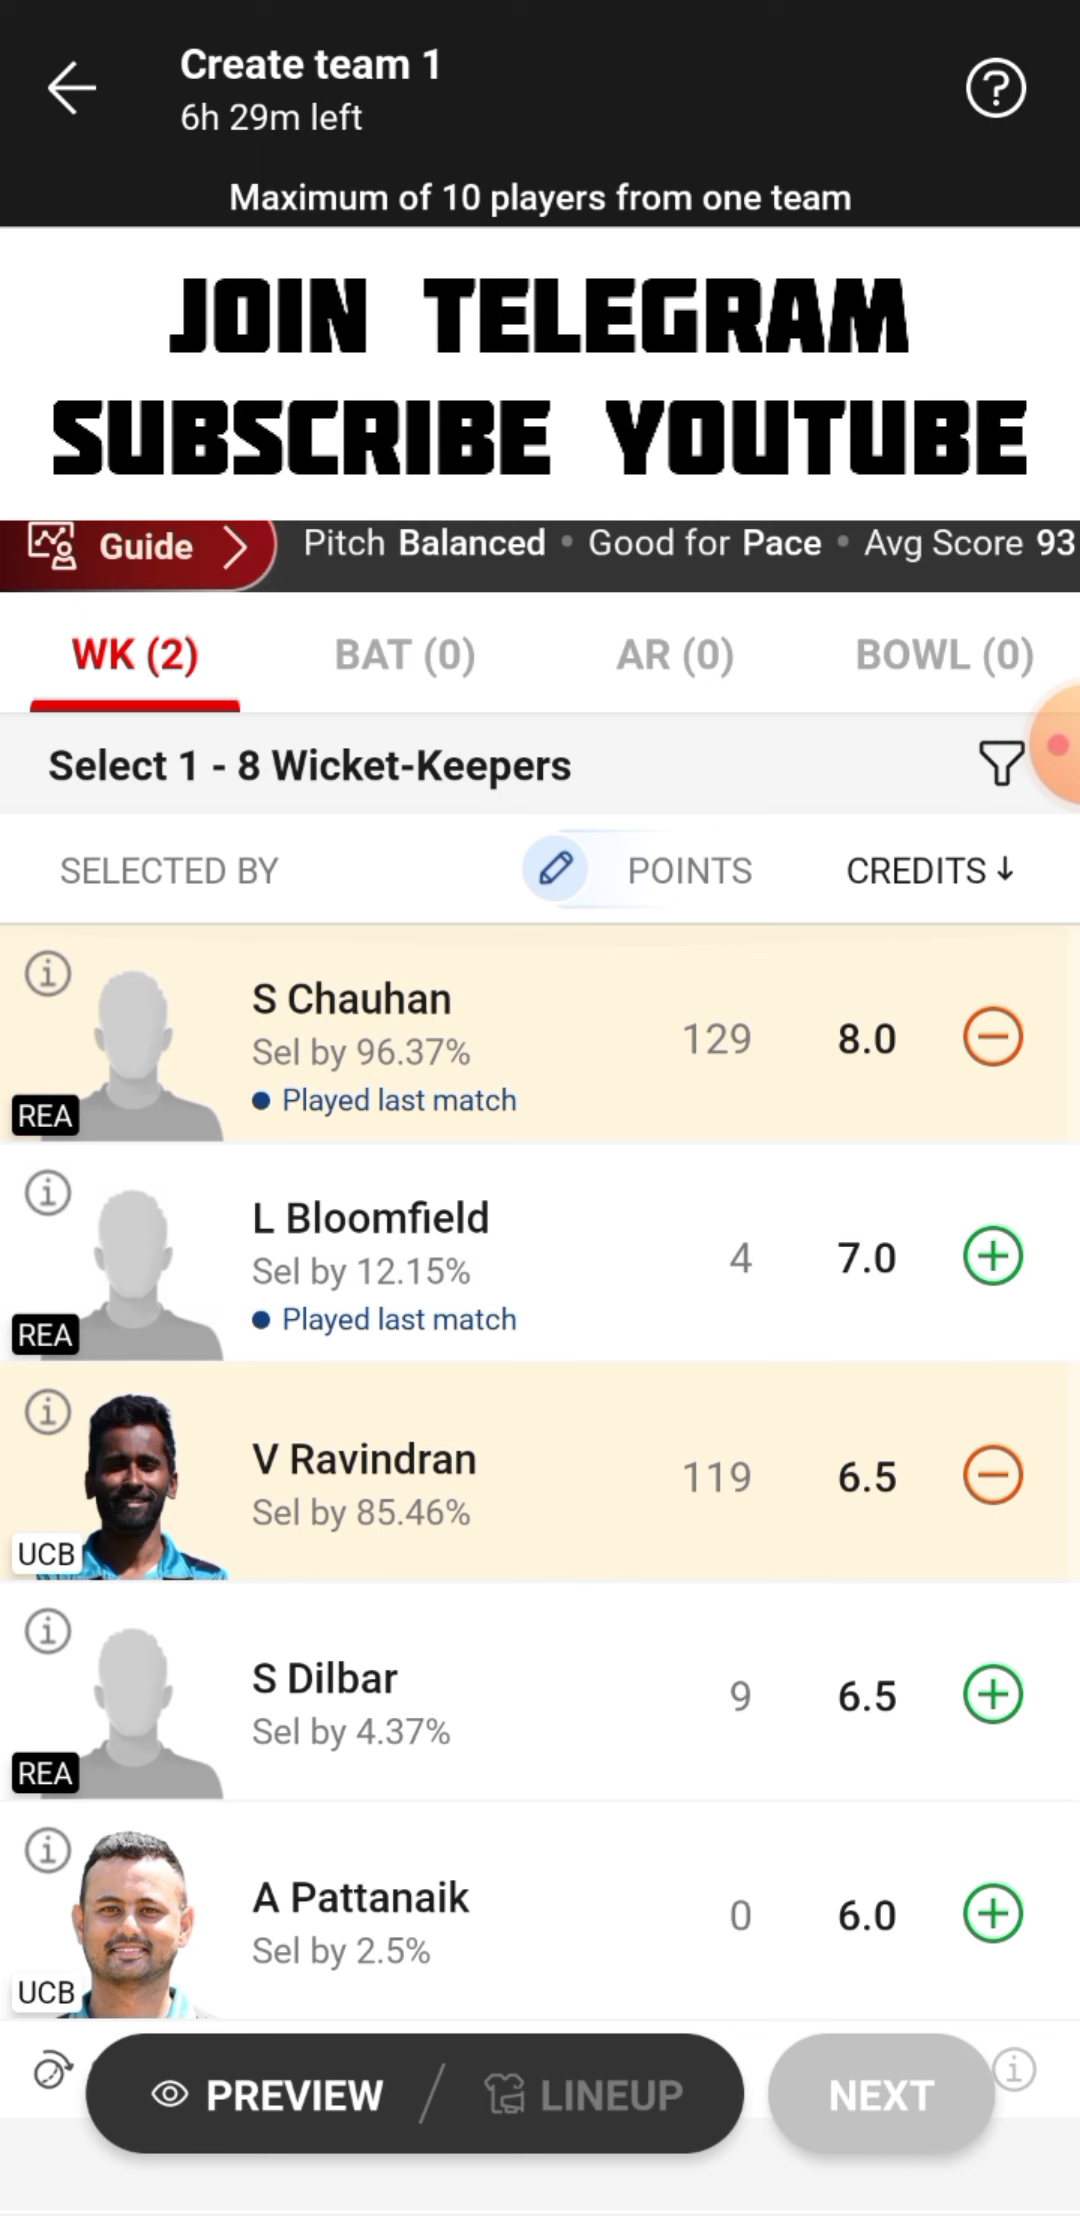 Create team 1
6h 29m left
Maximum of 10 players from one team
JOIN TELEGRAM
SUBSCRIBE YOUTUBE
Guide Pitch Balanced • Good for Pace • Avg Score 93
WK (2) BAT (0) AR (0) BOWL (0)
Select 1 - 8 Wicket-Keepers
SELECTED BY POINTS CREDITS ↓
S Chauhan
Sel by 96.37%
129 8.0
• Played last match
REA
L Bloomfield
Sel by 12.15%
4 7.0
• Played last match
REA
V Ravindran
Sel by 85.46%
119 6.5
UCB
S Dilbar
Sel by 4.37%
9 6.5
REA
A Pattanaik
Sel by 2.5%
0 6.0
UCB
PREVIEW / LINEUP NEXT